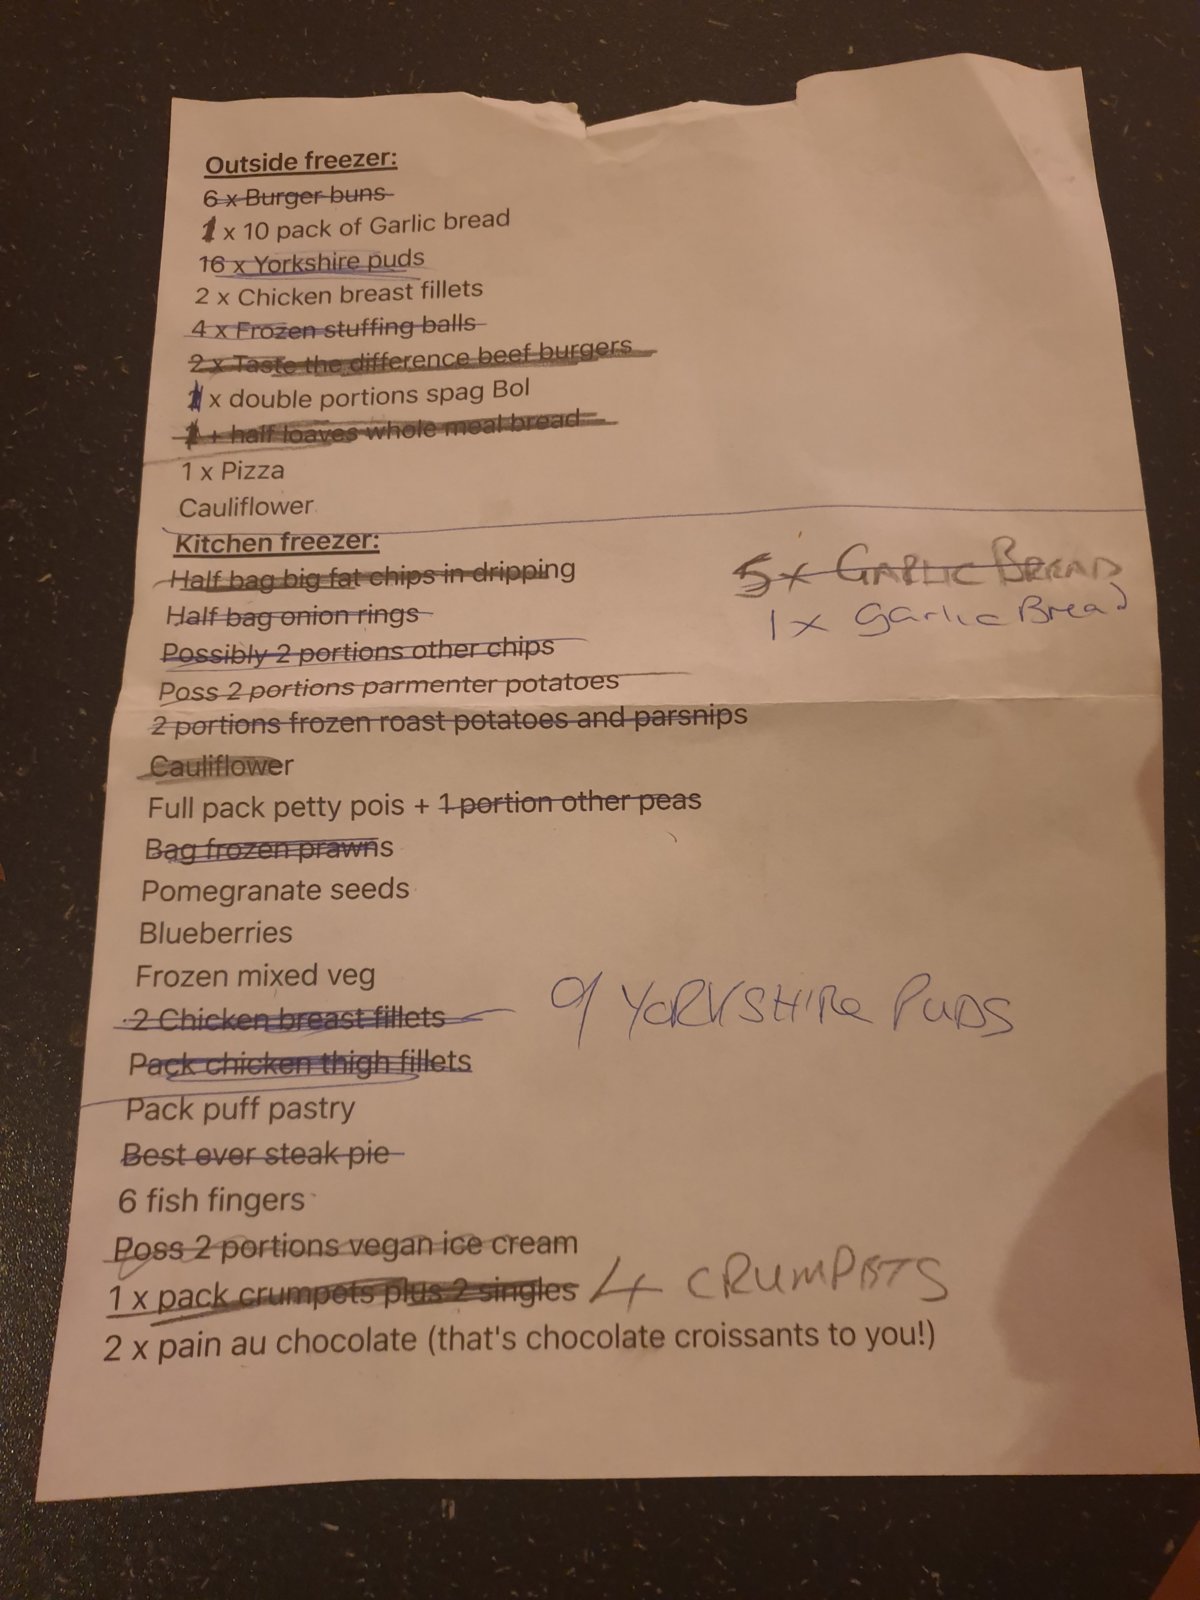 Outside freezer:
6 x Burger buns
1 x 10 pack of Garlic bread
16 x Yorkshire puds
2 x Chicken breast fillets
4 x Frozen stuffing balls
2 x Taste the difference beef burgers
1 x double portions spag Bol
1 + half loaves whole meal bread
1 x Pizza
Cauliflower
Kitchen freezer:
Half bag big fat chips in dripping
5 x GARLIC BREAD
Half bag onion rings
1 x garlic Bread
Possibly 2 portions other chips
Poss 2 portions parmenter potatoes
2 portions frozen roast potatoes and parsnips
Cauliflower
Full pack petty pois + 1 portion other peas
Bag frozen prawns
Pomegranate seeds
Blueberries
Frozen mixed veg
2 Chicken breast fillets
9 YORKSHIRe PuDS
Pack chicken thigh fillets
Pack puff pastry
Best ever steak pie
6 fish fingers
Poss 2 portions vegan ice cream
1 x pack crumpets plus 2 singles 4 CRUMPETS
2 x pain au chocolate (that's chocolate croissants to you!)